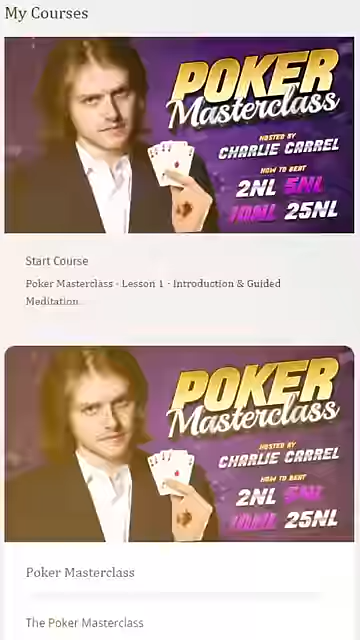 My Courses
POKER
Masterclass
HOSTED BY
CHARLIE CARREL
HOW TO BEAT
2NL 5NL
10NL 25NL
Start Course
Poker Masterclass - Lesson 1 - Introduction & Guided
Meditation
POKER
Masterclass
HOSTED BY
CHARLIE CARREL
HOW TO BEAT
2NL 5NL
10NL 25NL
Poker Masterclass
The Poker Masterclass